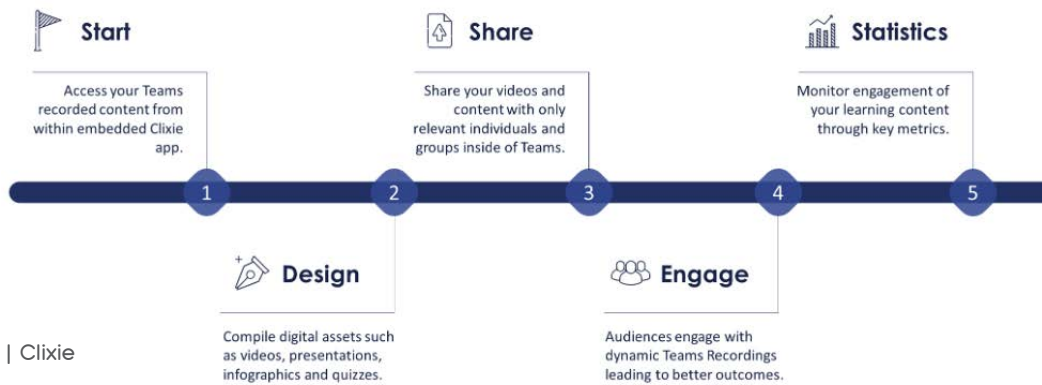 Start
Access your Teams
recorded content from
within embedded Clixie
app.
Share
Share your videos and
content with only
relevant individuals and
groups inside of Teams.
Statistics
Monitor engagement of
your learning content
through key metrics.
1
2
3
4
5
Design
Compile digital assets such
as videos, presentations,
infographics and quizzes.
Engage
Audiences engage with
dynamic Teams Recordings
leading to better outcomes.
| Clixie